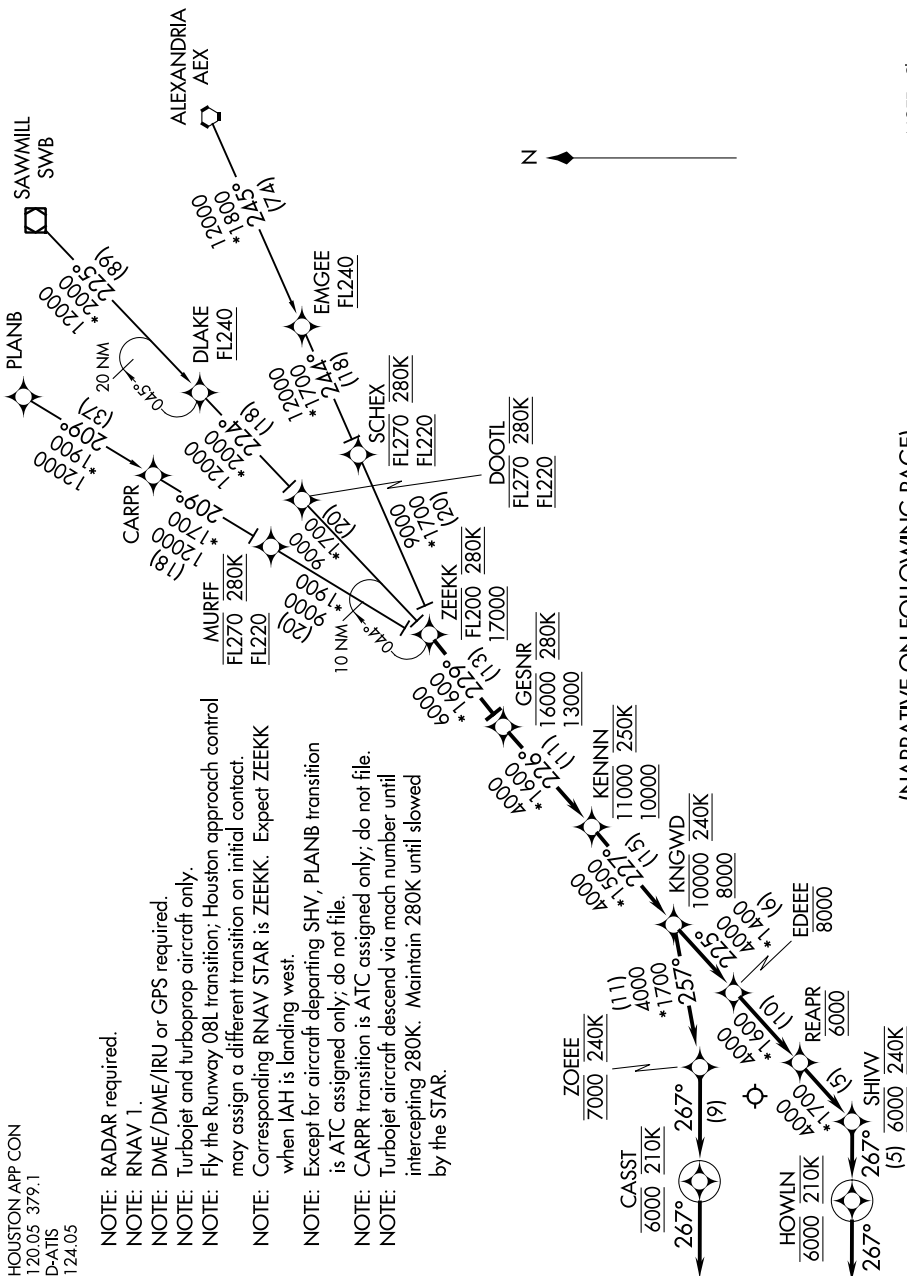 HOUSTON APP CON
120.05 379.1
D-ATIS
124.05
NOTE: RADAR required.
NOTE: RNAV 1.
NOTE: DME/DME/IRU or GPS required.
NOTE: Turbojet and turboprop aircraft only.
NOTE: Fly the Runway 08L transition; Houston approach control
may assign a different transition on initial contact.
NOTE: Corresponding RNAV STAR is ZEEKK. Expect ZEEKK
when IAH is landing west.
NOTE: Except for aircraft departing SHV, PLANB transition
is ATC assigned only; do not file.
NOTE: CARPR transition is ATC assigned only; do not file.
NOTE: Turbojet aircraft descend via mach number until
intercepting 280K. Maintain 280K until slowed
by the STAR.
PLANB
12000
*1900
209°
(37)
CARPR
(18)
12000
*1700
209°
MURFF
FL270 280K
FL220
(20)
9000
*1900
SAWMILL
SWB
12000
*2000
225°
(89)
20 NM
045°
DLAKE
FL240
12000
*2000
224°
(18)
DOOTL
FL270 280K
FL220
9000
*1700
(20)
ALEXANDRIA
AEX
12000
*1800
245°
(74)
EMGEE
FL240
12000
*1700
244°
(18)
SCHEX
FL270 280K
FL220
9000
*1700
(20)
10 NM
044°
ZEEKK
FL200 280K
17000
6000
*1600
229°
(13)
GESNR
16000 280K
13000
4000
*1600
226°
(11)
KENNN
11000 250K
10000
4000
*1500
227°
(15)
KNGWD
10000 240K
8000
(11)
4000
*1700
257°
ZOEEE
7000 240K
267°
(9)
CASST
6000 210K
267°
225°
4000
*1400
(6)
EDEEE
8000
4000
*1600
(10)
REAPR
6000
4000
*1700
(5)
SHIVV
6000 240K
267°
(5)
HOWLN
6000 210K
267°
N
(NARRATIVE ON FOLLOWING PAGE)